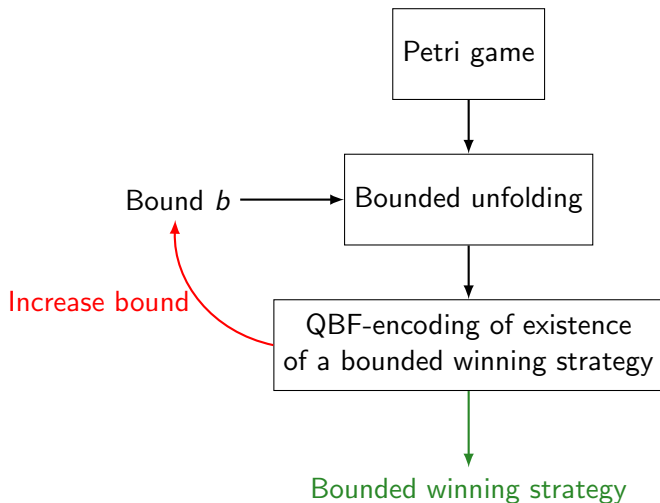 Petri game
Bound b
Bounded unfolding
Increase bound
QBF-encoding of existence
of a bounded winning strategy
Bounded winning strategy